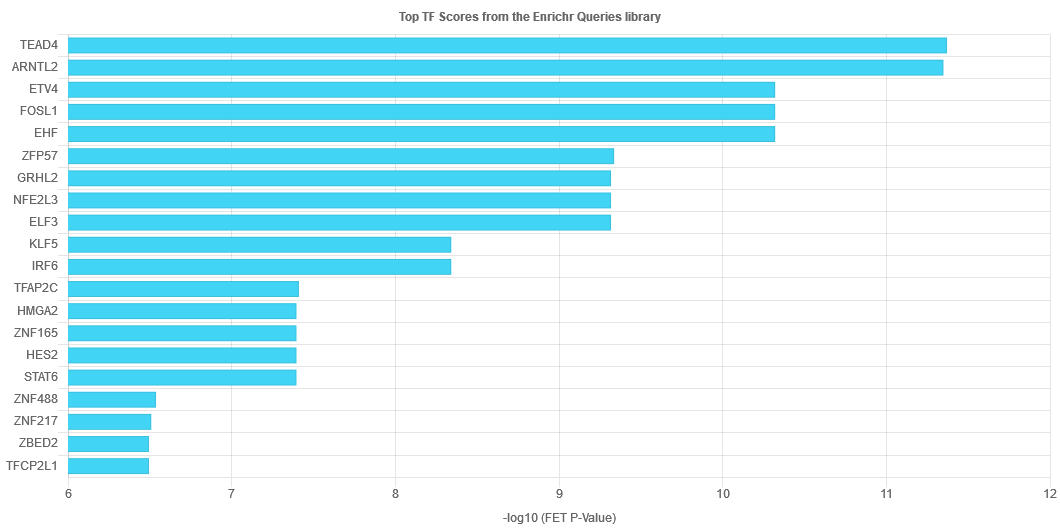 Top TF Scores from the Enrichr Queries library
TEAD4
ARNTL2
ETV4
FOSL1
EHF
ZFP57
GRHL2
NFE2L3
ELF3
KLF5
IRF6
TFAP2C
HMGA2
ZNF165
HES2
STAT6
ZNF488
ZNF217
ZBED2
TFCP2L1
6 7 8 9 10 11 12
-log10 (FET P-Value)